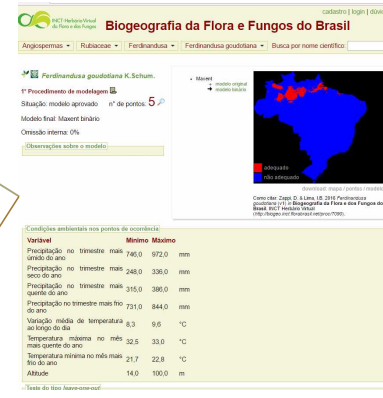 cadastro | login | dúv
INCT-Herbário Virtual
da Flora e dos Fungos
Biogeografia da Flora e Fungos do Brasil
Angiospermas Rubiaceae Ferdinandusa Ferdinandusa goudotiana Busca por nome científico:
Ferdinandusa goudotiana K.Schum.
1º Procedimento de modelagem
Situação: modelo aprovado nº de pontos: 5
Modelo final: Maxent binário
Omissão interna: 0%
Observações sobre o modelo
Maxent
modelo original
modelo binário
adequado
não adequado
download: mapa / pontos / modelo
Como citar: Zappi, D. & Lima, I.B. 2016 Ferdinandusa
goudotiana (v1) in Biogeografia da Flora e dos Fungos do
Brasil. INCT Herbário Virtual
Condições ambientais nos pontos de ocorrência
Variável Mínimo Máximo
Precipitação no trimestre mais úmido do ano 746,0 972,0 mm
Precipitação no trimestre mais seco do ano 248,0 336,0 mm
Precipitação no trimestre mais quente do ano 315,0 386,0 mm
Precipitação no trimestre mais frio do ano 731,0 844,0 mm
Variação média de temperatura ao longo do dia 8,3 9,6 °C
Temperatura máxima no mês mais quente do ano 32,5 33,0 °C
Temperatura mínima no mês mais frio do ano 21,7 22,8 °C
Altitude 14,0 100,0 m
Teste do tipo leave-one-out